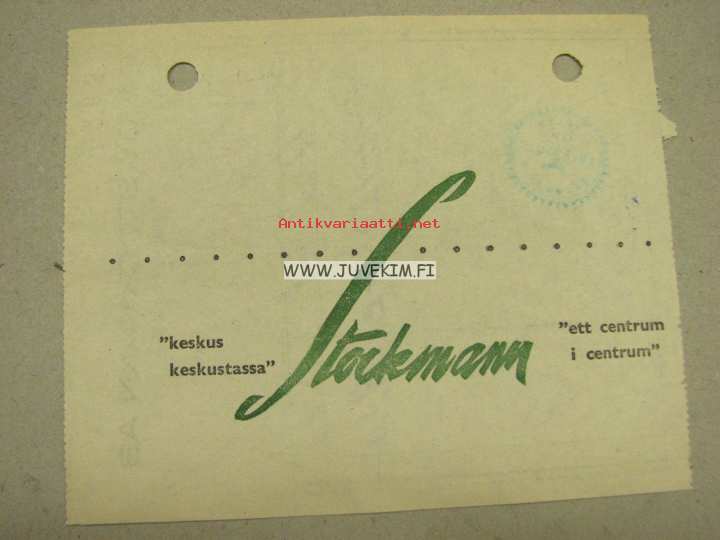 Antikvariaatti.net
WWW.JUVEKIM.FI
"keskus
keskustassa"
Stockmann
"ett centrum
i centrum"